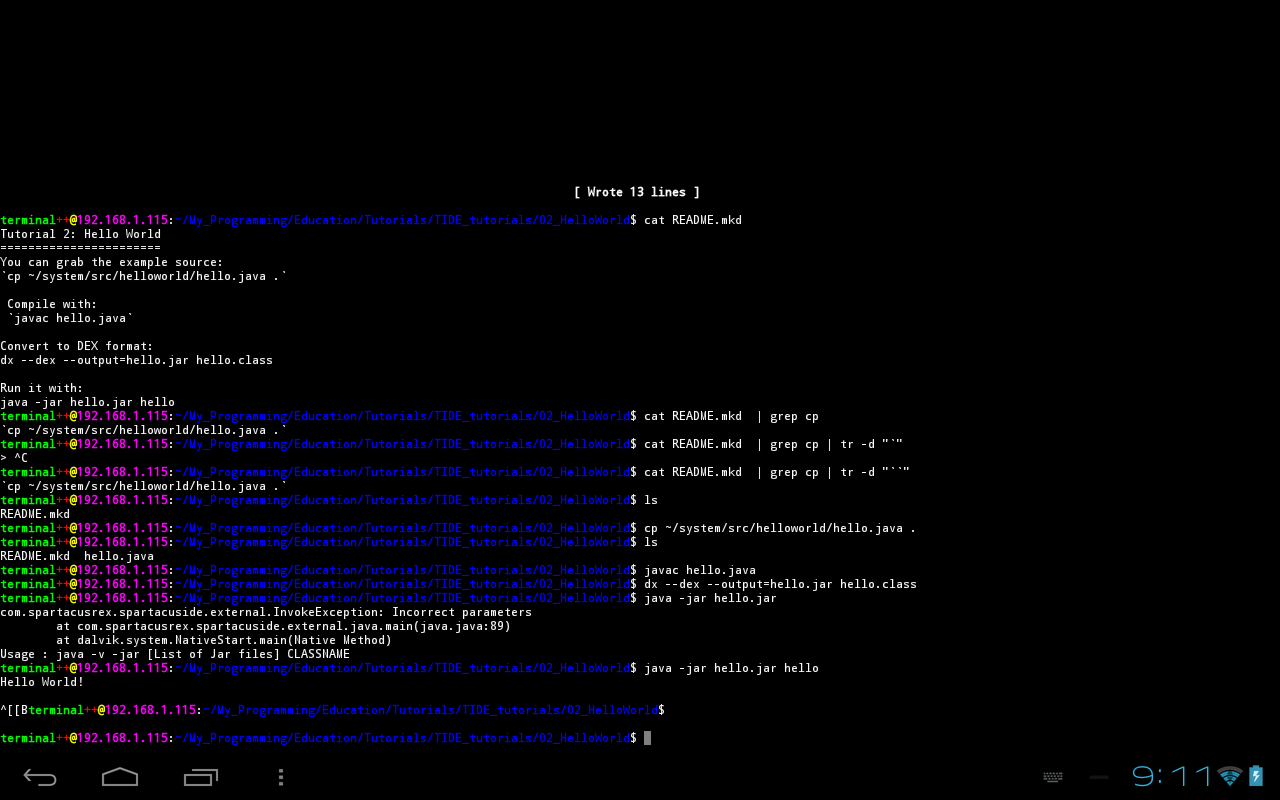 [ Wrote 13 lines ]
terminal++@192.168.1.115:~/My_Programming/Education/Tutorials/TIDE_tutorials/02_HelloWorld$ cat README.mkd
Tutorial 2: Hello World
=======================
You can grab the example source:
`cp ~/system/src/helloworld/hello.java .`
 Compile with:
 `javac hello.java`
Convert to DEX format:
dx --dex --output=hello.jar hello.class
Run it with:
java -jar hello.jar hello
terminal++@192.168.1.115:~/My_Programming/Education/Tutorials/TIDE_tutorials/02_HelloWorld$ cat README.mkd  | grep cp
`cp ~/system/src/helloworld/hello.java .`
terminal++@192.168.1.115:~/My_Programming/Education/Tutorials/TIDE_tutorials/02_HelloWorld$ cat README.mkd  | grep cp | tr -d "`"
> ^C
terminal++@192.168.1.115:~/My_Programming/Education/Tutorials/TIDE_tutorials/02_HelloWorld$ cat README.mkd  | grep cp | tr -d "``"
`cp ~/system/src/helloworld/hello.java .`
terminal++@192.168.1.115:~/My_Programming/Education/Tutorials/TIDE_tutorials/02_HelloWorld$ ls
README.mkd
terminal++@192.168.1.115:~/My_Programming/Education/Tutorials/TIDE_tutorials/02_HelloWorld$ cp ~/system/src/helloworld/hello.java .
terminal++@192.168.1.115:~/My_Programming/Education/Tutorials/TIDE_tutorials/02_HelloWorld$ ls
README.mkd  hello.java
terminal++@192.168.1.115:~/My_Programming/Education/Tutorials/TIDE_tutorials/02_HelloWorld$ javac hello.java
terminal++@192.168.1.115:~/My_Programming/Education/Tutorials/TIDE_tutorials/02_HelloWorld$ dx --dex --output=hello.jar hello.class
terminal++@192.168.1.115:~/My_Programming/Education/Tutorials/TIDE_tutorials/02_HelloWorld$ java -jar hello.jar
com.spartacusrex.spartacuside.external.InvokeException: Incorrect parameters
        at com.spartacusrex.spartacuside.external.java.main(java.java:89)
        at dalvik.system.NativeStart.main(Native Method)
Usage : java -v -jar [List of Jar files] CLASSNAME
terminal++@192.168.1.115:~/My_Programming/Education/Tutorials/TIDE_tutorials/02_HelloWorld$ java -jar hello.jar hello
Hello World!
^[[Bterminal++@192.168.1.115:~/My_Programming/Education/Tutorials/TIDE_tutorials/02_HelloWorld$
terminal++@192.168.1.115:~/My_Programming/Education/Tutorials/TIDE_tutorials/02_HelloWorld$
9:11